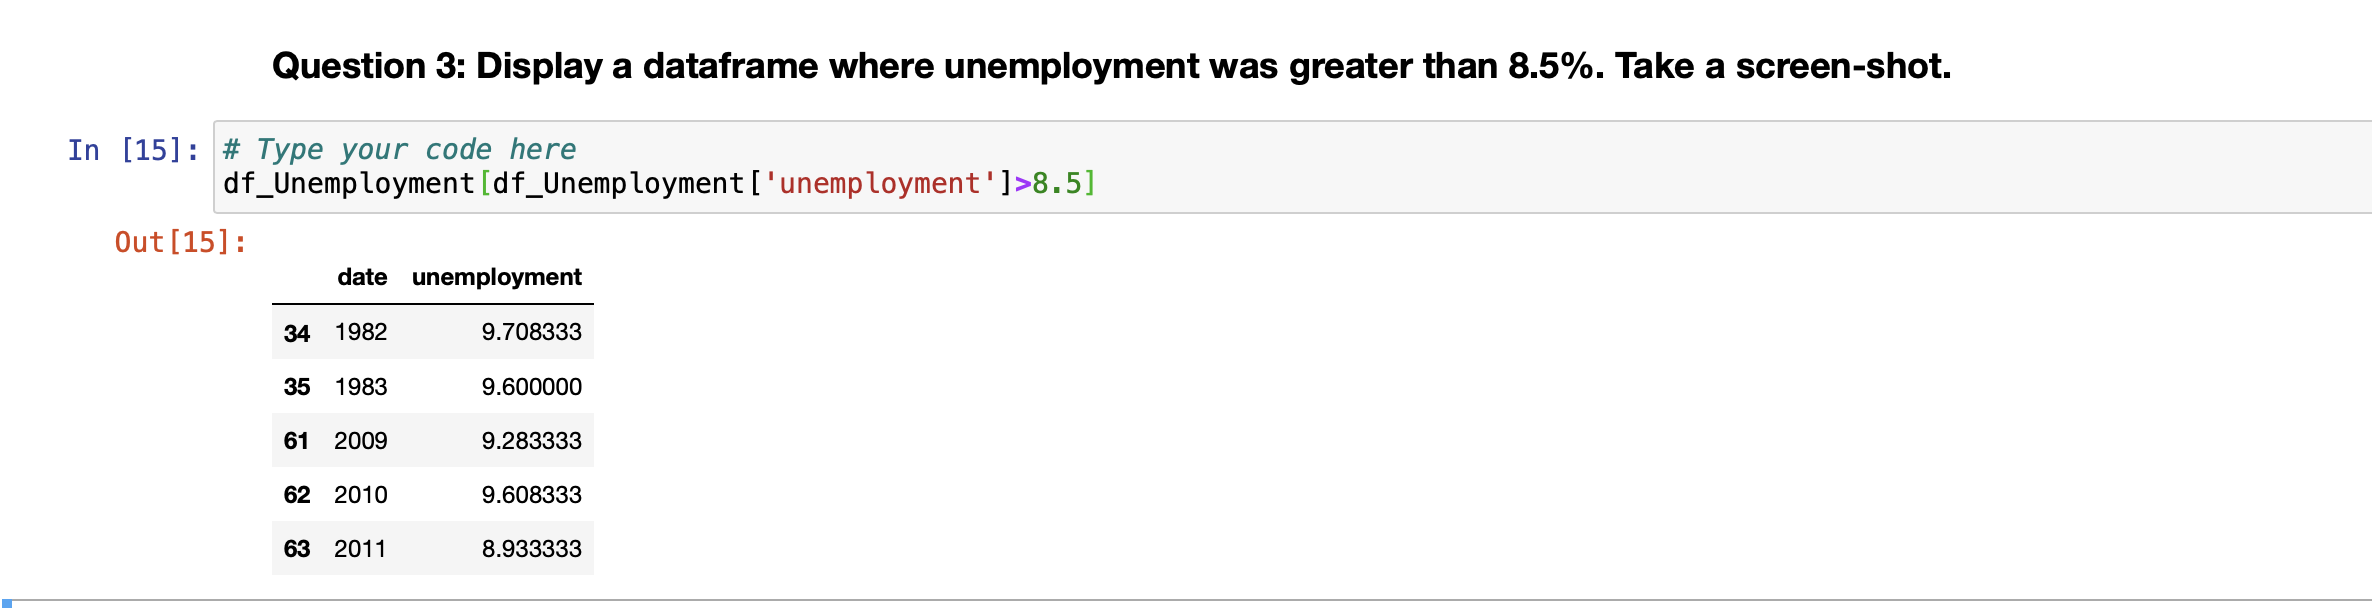 Question 3: Display a dataframe where unemployment was greater than 8.5%. Take a screen-shot.
In [15]: # Type your code here
df_Unemployment[df_Unemployment['unemployment']>8.5]
Out[15]:
date unemployment
34 1982 9.708333
35 1983 9.600000
61 2009 9.283333
62 2010 9.608333
63 2011 8.933333